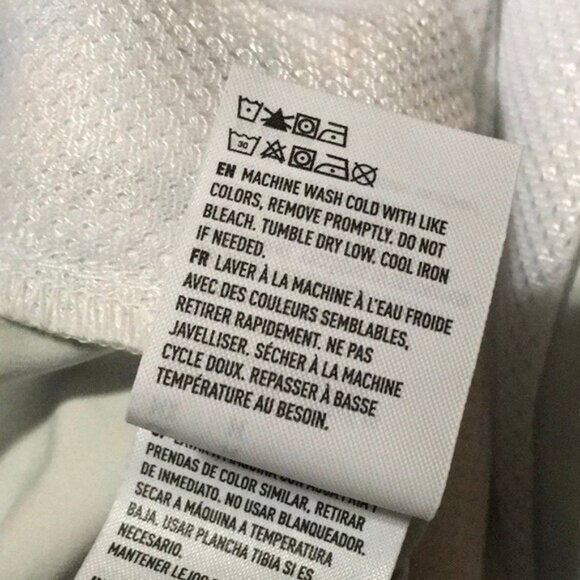 30
EN MACHINE WASH COLD WITH LIKE
COLORS, REMOVE PROMPTLY. DO NOT
BLEACH. TUMBLE DRY LOW. COOL IRON
IF NEEDED.
FR LAVER À LA MACHINE À L'EAU FROIDE
AVEC DES COULEURS SEMBLABLES,
RETIRER RAPIDEMENT. NE PAS
JAVELLISER. SÉCHER À LA MACHINE
CYCLE DOUX. REPASSER À BASSE
TEMPÉRATURE AU BESOIN.
PRENDAS DE COLOR SIMILAR, RETIRAR
DE INMEDIATO. NO USAR BLANQUEADOR.
SECAR A MÁQUINA A TEMPERATURA
BAJA. USAR PLANCHA TIBIA SI ES
NECESARIO.
MANTENER LEJOS